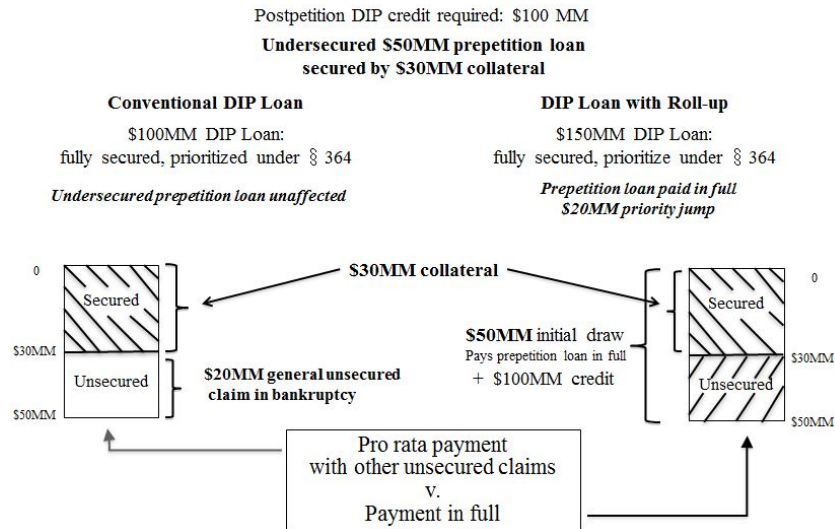 Postpetition DIP credit required: $100 MM
Undersecured $50MM prepetition loan
secured by $30MM collateral
Conventional DIP Loan
$100MM DIP Loan:
fully secured, prioritized under § 364
Undersecured prepetition loan unaffected
DIP Loan with Roll-up
$150MM DIP Loan:
fully secured, prioritize under § 364
Prepetition loan paid in full
$20MM priority jump
0
Secured
$30MM
Unsecured
$50MM
$30MM collateral
$20MM general unsecured
claim in bankruptcy
$50MM initial draw
Pays prepetition loan in full
+ $100MM credit
0
Secured
$30MM
Unsecured
$50MM
Pro rata payment
with other unsecured claims
v.
Payment in full